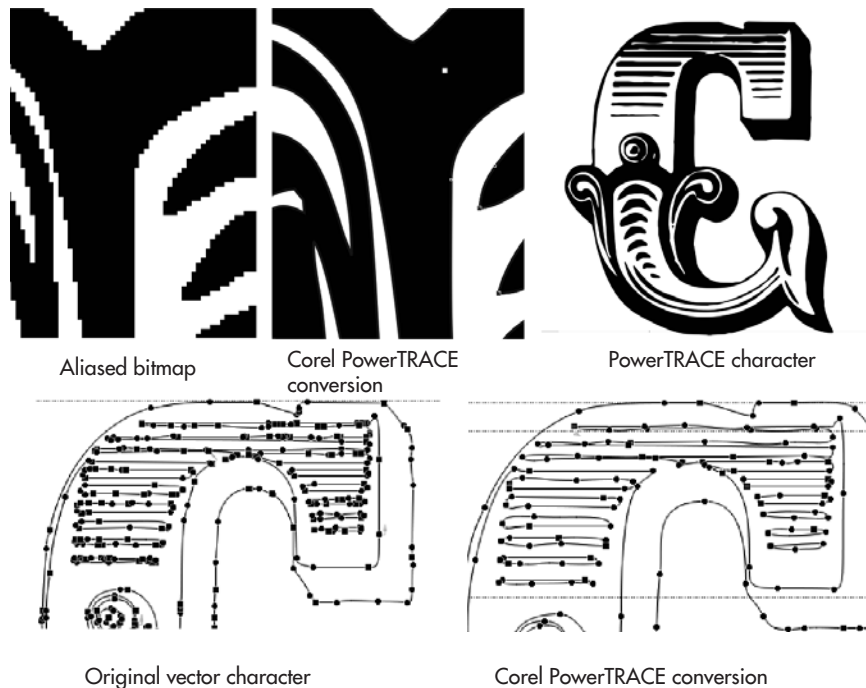 Aliased bitmap
Corel PowerTRACE
conversion
PowerTRACE character
Original vector character
Corel PowerTRACE conversion